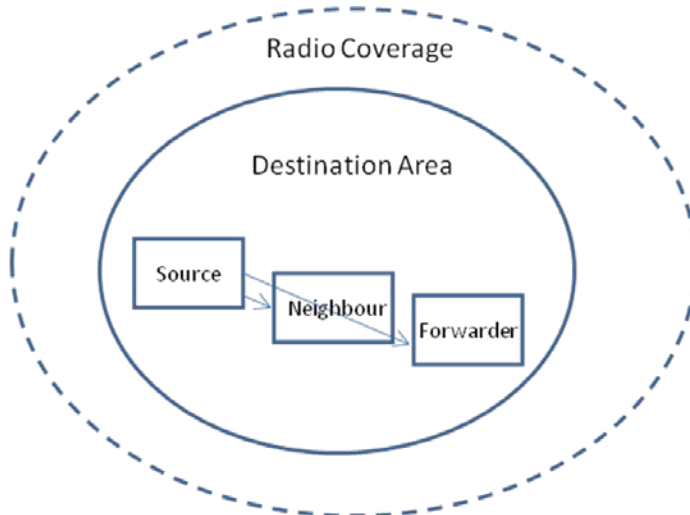 Radio Coverage
Destination Area
Source
Neighbour
Forwarder